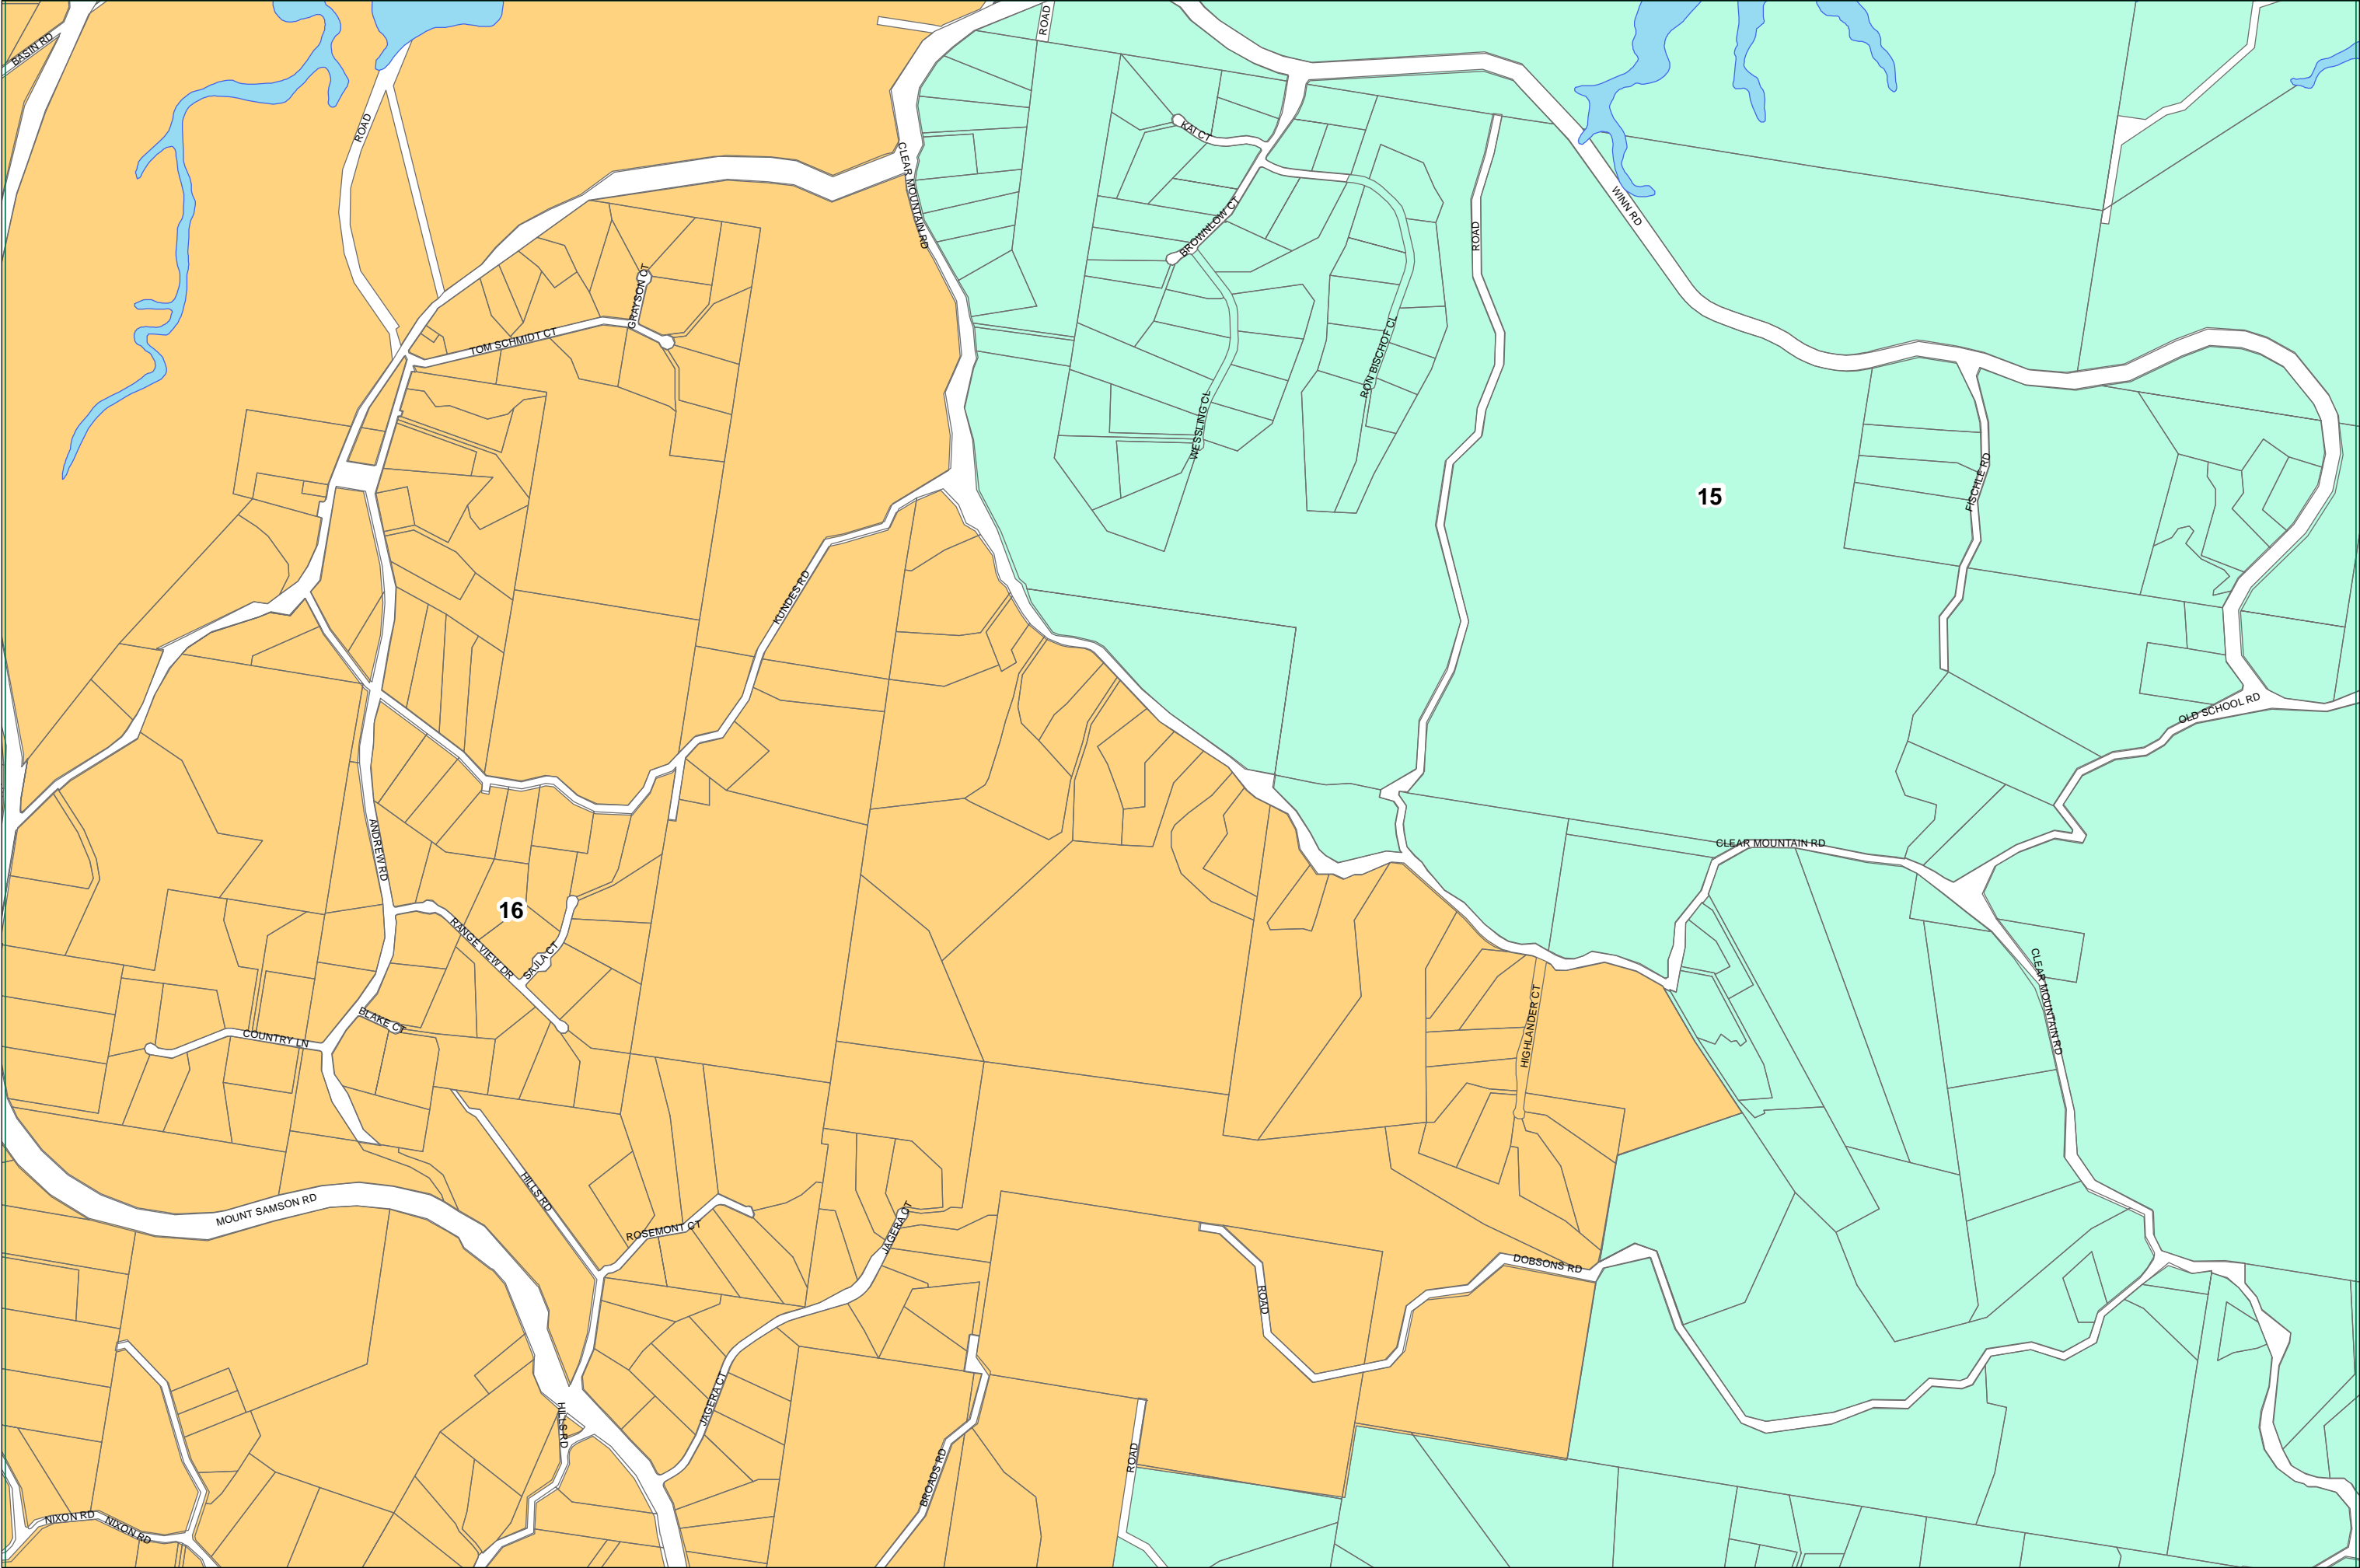 BASIN RD
ROAD
ROAD
KAI CT
CLEAR MOUNTAIN RD
BROWNLOW CT
WINN RD
ROAD
GRAYSON CT
TOM SCHMIDT CT
RON BISCHOF CL
WESSLING CL
15
FISCHLE RD
KUNDES RD
OLD SCHOOL RD
CLEAR MOUNTAIN RD
ANDREW RD
16
RANGE VIEW DR
SAJLA CT
CLEAR MOUNTAIN RD
HIGHLANDER CT
BLAKE CT
COUNTRY LN
HILLS RD
MOUNT SAMSON RD
ROSEMONT CT
JAGERA CT
DOBSONS RD
ROAD
JAGERA CT
HILLS RD
BROADS RD
ROAD
NIXON RD
NIXON RD